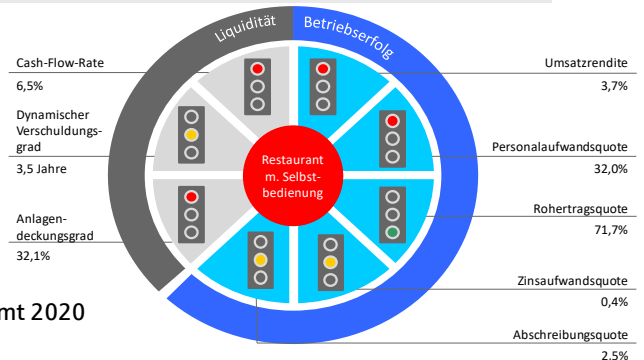 Liquidität
Betriebserfolg
Cash-Flow-Rate
6,5%
Dynamischer
Verschuldungs-
grad
3,5 Jahre
Anlagen-
deckungsgrad
32,1%
Restaurant
m. Selbst-
bedienung
Umsatzrendite
3,7%
Personalaufwandsquote
32,0%
Rohertragsquote
71,7%
Zinsaufwandsquote
0,4%
Abschreibungsquote
2,5%
mt 2020